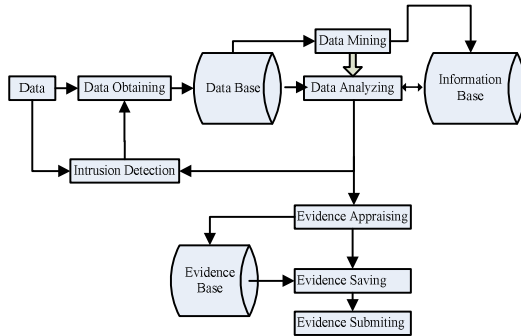 Data Mining
Data
Data Obtaining
Data Base
Data Analyzing
Information
Base
Intrusion Detection
Evidence Appraising
Evidence
Base
Evidence Saving
Evidence Submiting